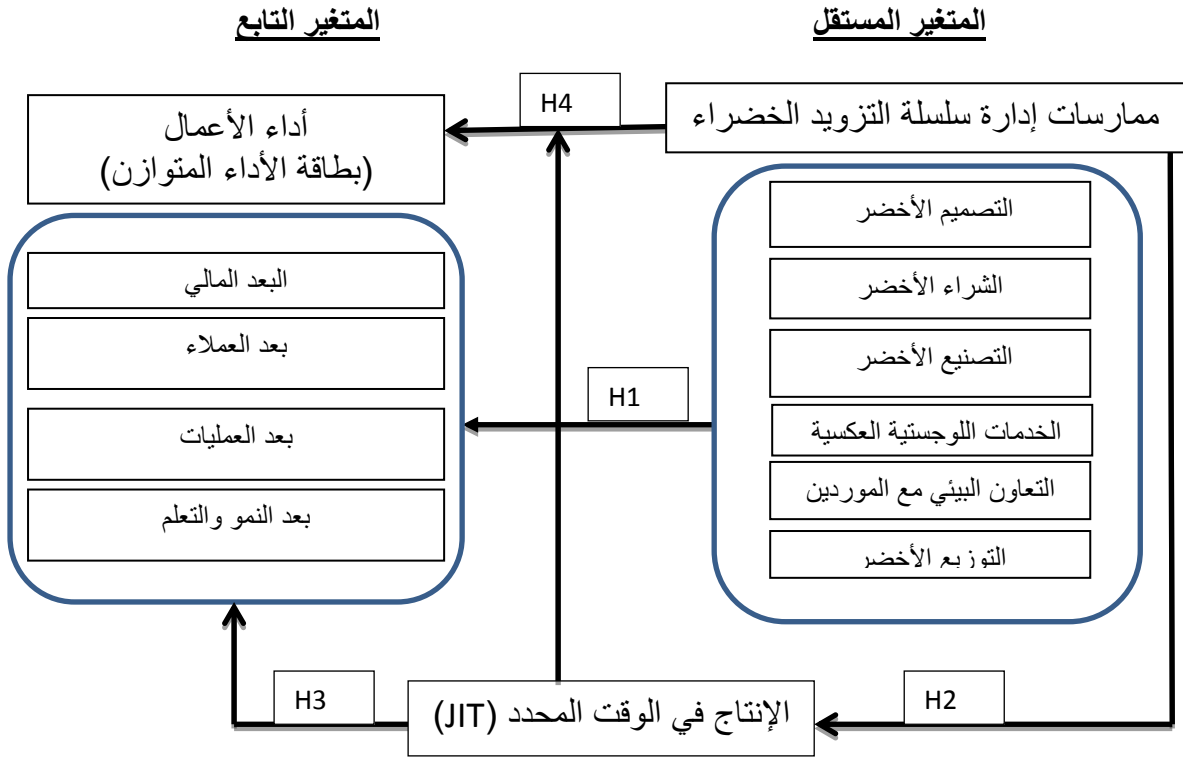 المتغير المستقل
المتغير التابع
H4
ممارسات إدارة سلسلة التزويد الخضراء
أداء الأعمال
(بطاقة الأداء المتوازن)
التصميم الأخضر
الشراء الأخضر
التصنيع الأخضر
الخدمات اللوجستية العكسية
التعاون البيئي مع الموردين
التوزيع الأخضر
H1
البعد المالي
بعد العملاء
بعد العمليات
بعد النمو والتعلم
H2
الإنتاج في الوقت المحدد (JIT)
H3